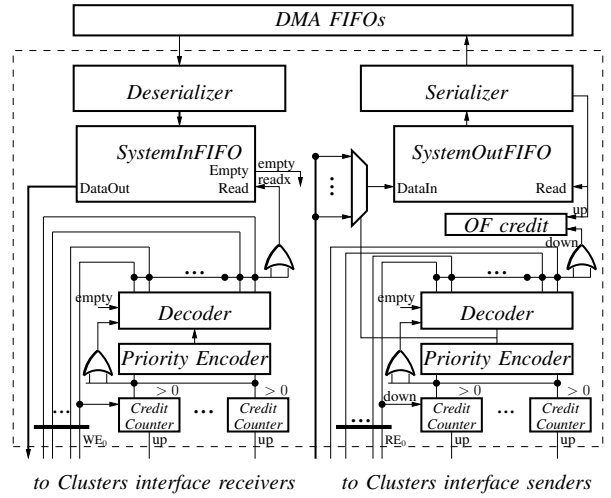 DMA FIFOs
Deserializer
Serializer
SystemInFIFO
Empty
empty
readx
DataOut
Read
SystemOutFIFO
DataIn
Read
up
OF credit
down
...
...
...
empty
Decoder
empty
Decoder
Priority Encoder
Priority Encoder
> 0
> 0
> 0
> 0
...
Credit Counter
...
Credit Counter
...
down
Credit Counter
...
Credit Counter
WE0
up
up
RE0
up
up
to Clusters interface receivers
to Clusters interface senders